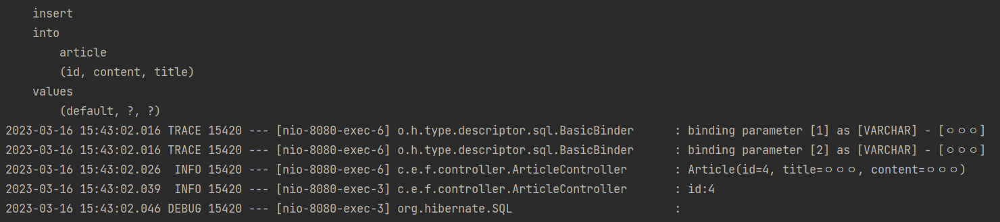 insert
into
article
(id, content, title)
values
(default, ?, ?)
2023-03-16 15:43:02.016 TRACE 15420 --- [nio-8080-exec-6] o.h.type.descriptor.sql.BasicBinder : binding parameter [1] as [VARCHAR] - [ㅇㅇㅇ]
2023-03-16 15:43:02.016 TRACE 15420 --- [nio-8080-exec-6] o.h.type.descriptor.sql.BasicBinder : binding parameter [2] as [VARCHAR] - [ㅇㅇㅇ]
2023-03-16 15:43:02.026 INFO 15420 --- [nio-8080-exec-6] c.e.f.controller.ArticleController : Article(id=4, title=ㅇㅇㅇ, content=ㅇㅇㅇ)
2023-03-16 15:43:02.039 INFO 15420 --- [nio-8080-exec-3] c.e.f.controller.ArticleController : id:4
2023-03-16 15:43:02.046 DEBUG 15420 --- [nio-8080-exec-3] org.hibernate.SQL :